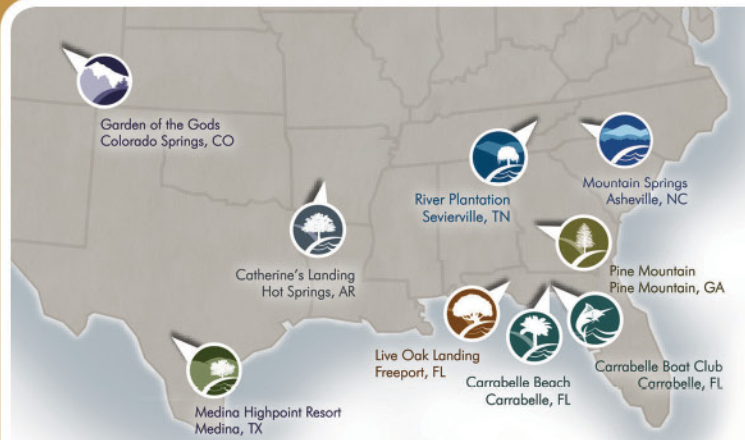 Garden of the Gods
Colorado Springs, CO
River Plantation
Sevierville, TN
Mountain Springs
Asheville, NC
Catherine's Landing
Hot Springs, AR
Pine Mountain
Pine Mountain, GA
Live Oak Landing
Freeport, FL
Carrabelle Beach
Carrabelle, FL
Carrabelle Boat Club
Carrabelle, FL
Medina Highpoint Resort
Medina, TX